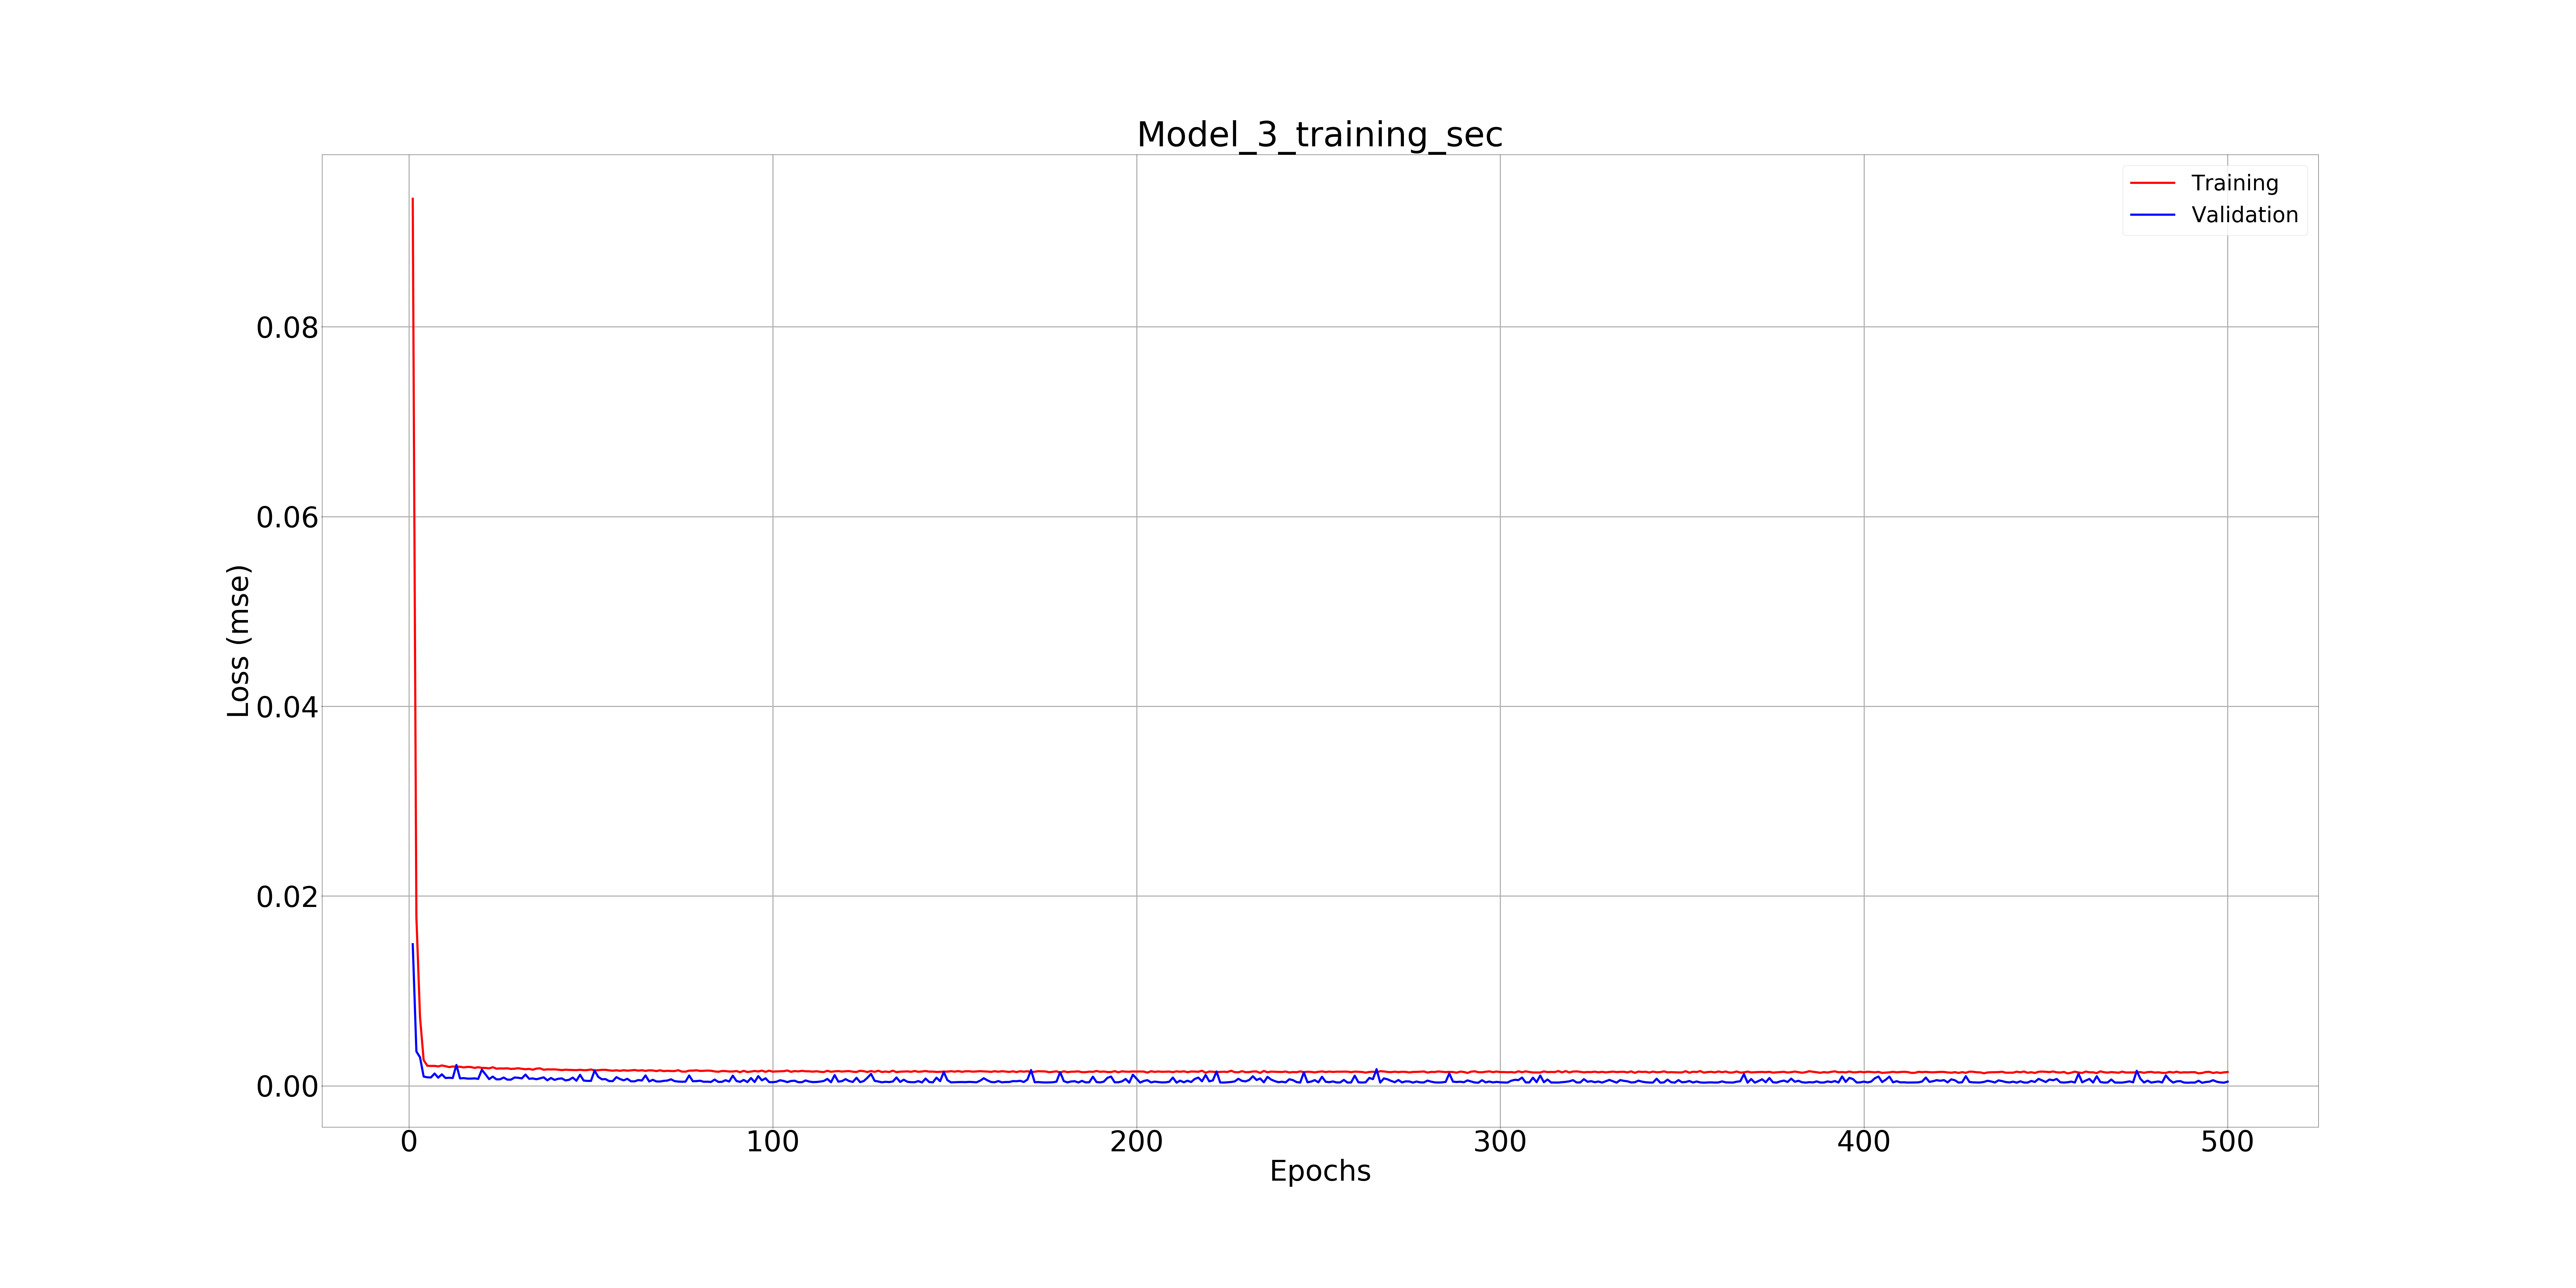 Model_3_training_sec
Training
Validation
Loss (mse)
0.08
0.06
0.04
0.02
0.00
0 100 200 300 400 500
Epochs